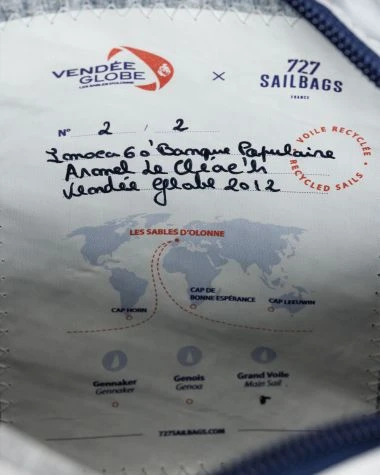 VENDÉE
GLOBE
LES SABLES D'OLONNE
×
727
SAILBAGS
FRANCE
N° 2 / 2
Imoca 60' Banque Populaire
Armel Le Cléac'h
Vendée Globe 2012
VOILE RECYCLÉE • RECYCLED SAILS •
LES SABLES D'OLONNE
CAP DE
BONNE ESPÉRANCE
CAP HORN
CAP LEEUWIN
Gennaker
Gennaker
Genois
Genoa
Grand Voile
Main Sail
727SAILBAGS.COM